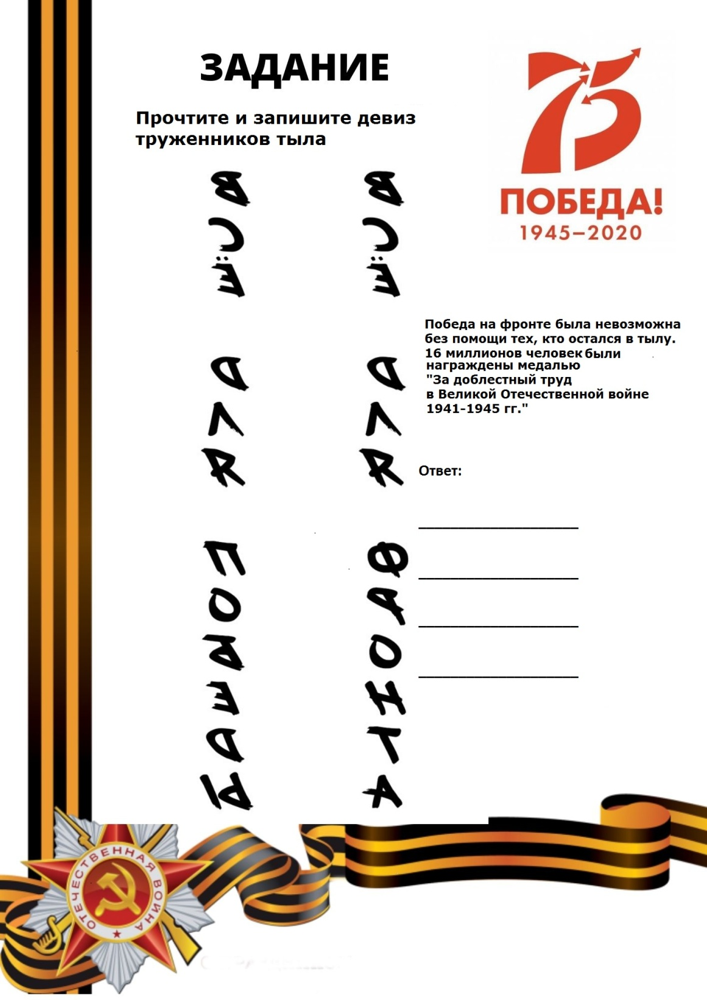 ЗАДАНИЕ
Прочтите и запишите девиз
труженников тыла
75
ПОБЕДА!
1945–2020
ВСЁ ДЛЯ ФРОНТА
ВСЁ ДЛЯ ПОБЕДЫ
Победа на фронте была невозможна
без помощи тех, кто остался в тылу.
16 миллионов человек были
награждены медалью
"За доблестный труд
в Великой Отечественной войне
1941-1945 гг."
Ответ:
ОТЕЧЕСТВЕННАЯ ВОЙНА